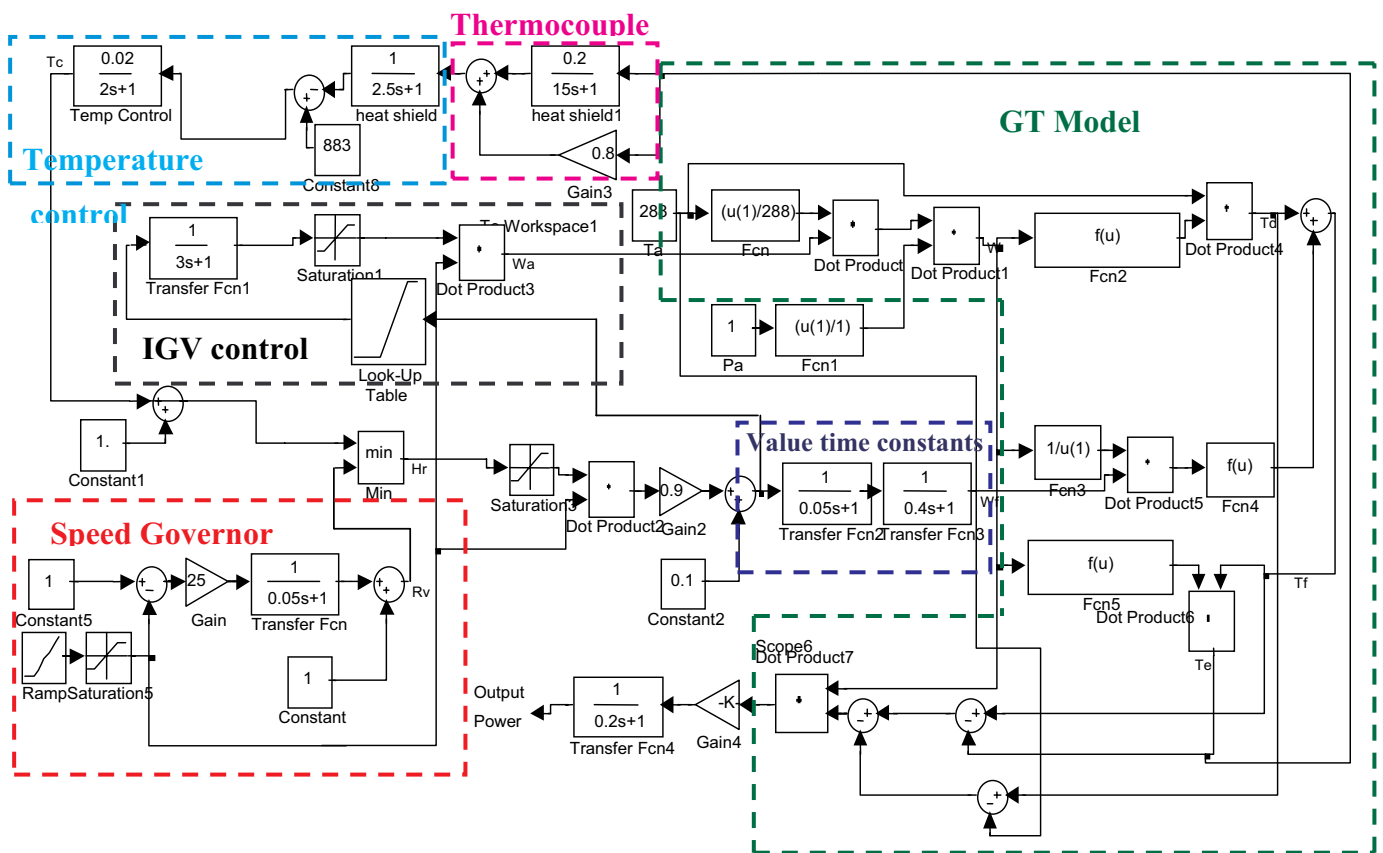 Thermocouple
Tc
0.02
2s+1
Temp Control
1
2.5s+1
heat shield
0.2
15s+1
heat shield1
883
Constant8
0.8
Gain3
Temperature
control
GT Model
288
Ta
(u(1)/288)
Fcn
Dot Product
Dot Product1
W
f(u)
Fcn2
Dot Product4
Td
1
3s+1
Transfer Fcn1
Saturation1
To Workspace1
Wa
Dot Product3
IGV control
Look-Up
Table
1
Pa
(u(1)/1)
Fcn1
1.
Constant1
min
Min
Hr
Saturation3
Dot Product2
0.9
Gain2
Value time constants
1
0.05s+1
Transfer Fcn2
1
0.4s+1
Transfer Fcn3
Wf
0.1
Constant2
1/u(1)
Fcn3
Dot Product5
f(u)
Fcn4
f(u)
Fcn5
Dot Product6
Te
Tf
Speed Governor
1
Constant5
25
Gain
1
0.05s+1
Transfer Fcn
Rv
Ramp
Saturation5
1
Constant
Output
Power
1
0.2s+1
Transfer Fcn4
-K
Gain4
Scope6
Dot Product7